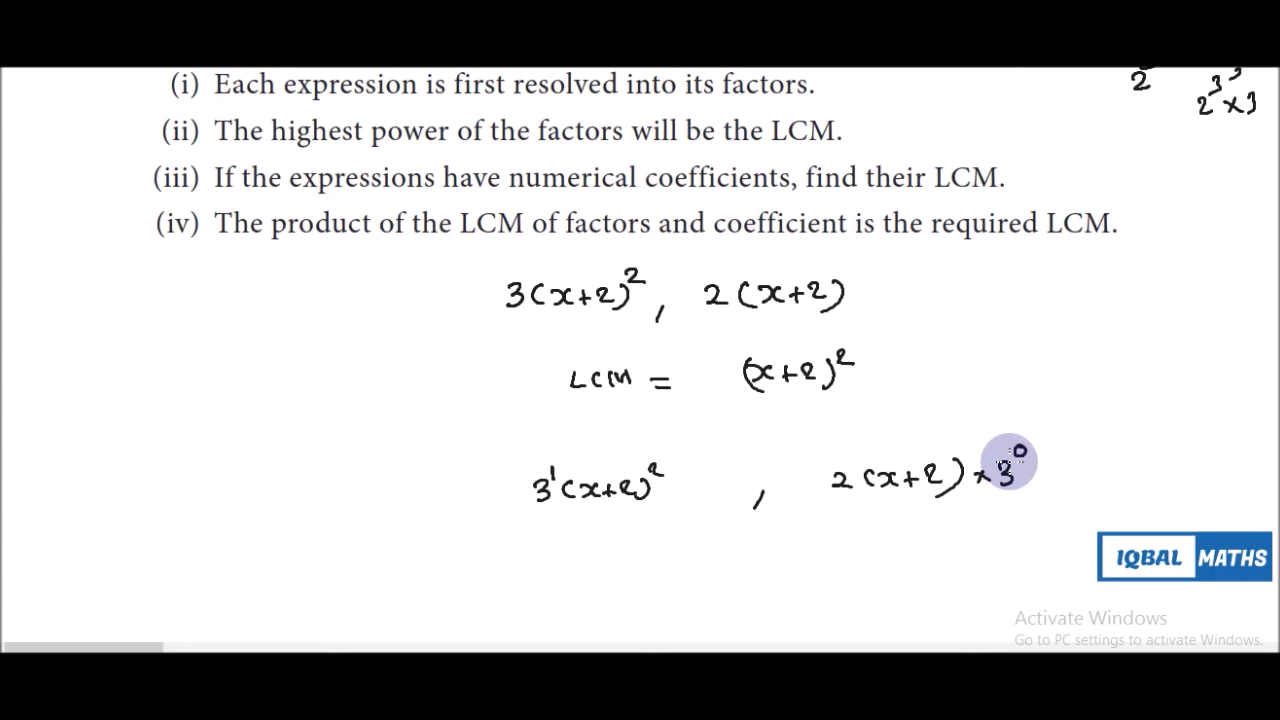 (i) Each expression is first resolved into its factors.
2 2³ × 3
(ii) The highest power of the factors will be the LCM.
(iii) If the expressions have numerical coefficients, find their LCM.
(iv) The product of the LCM of factors and coefficient is the required LCM.
3(x+2)², 2(x+2)
LCM = (x+2)²
3¹(x+2)², 2(x+2)×3⁰
IQBAL MATHS
Activate Windows
Go to PC settings to activate Windows.